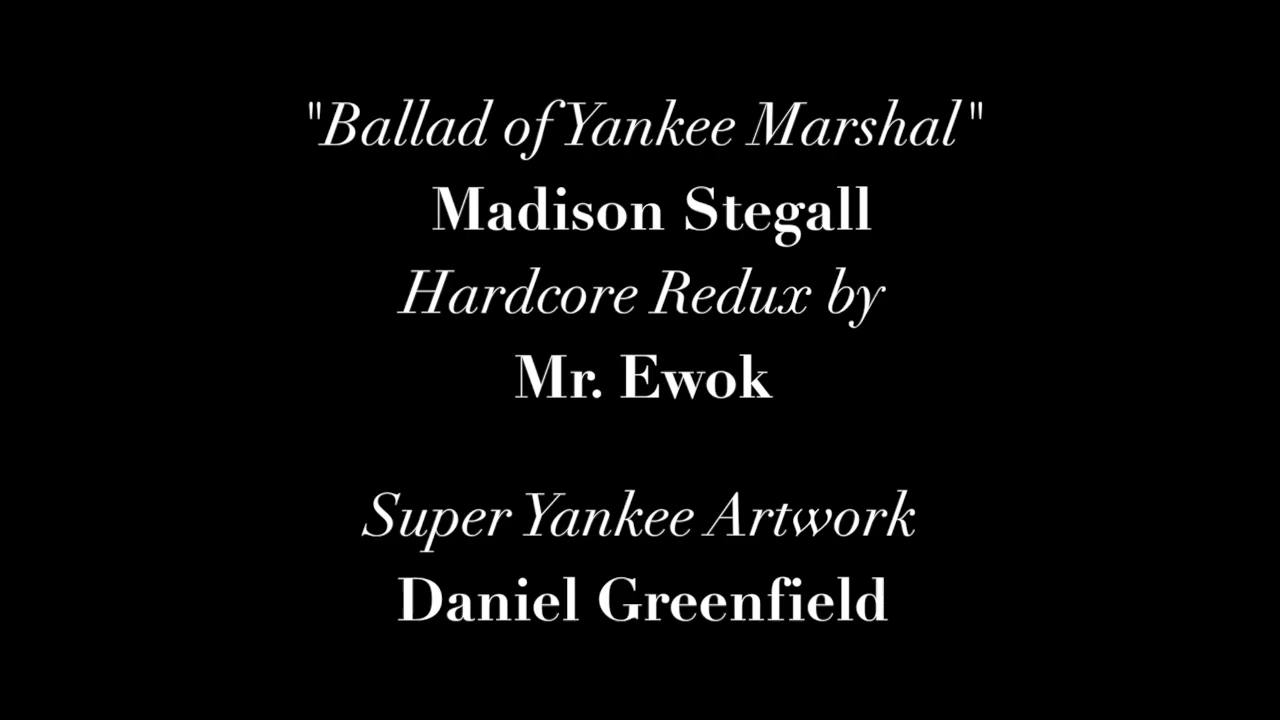 "Ballad of Yankee Marshal"
Madison Stegall
Hardcore Redux by
Mr. Ewok
Super Yankee Artwork
Daniel Greenfield